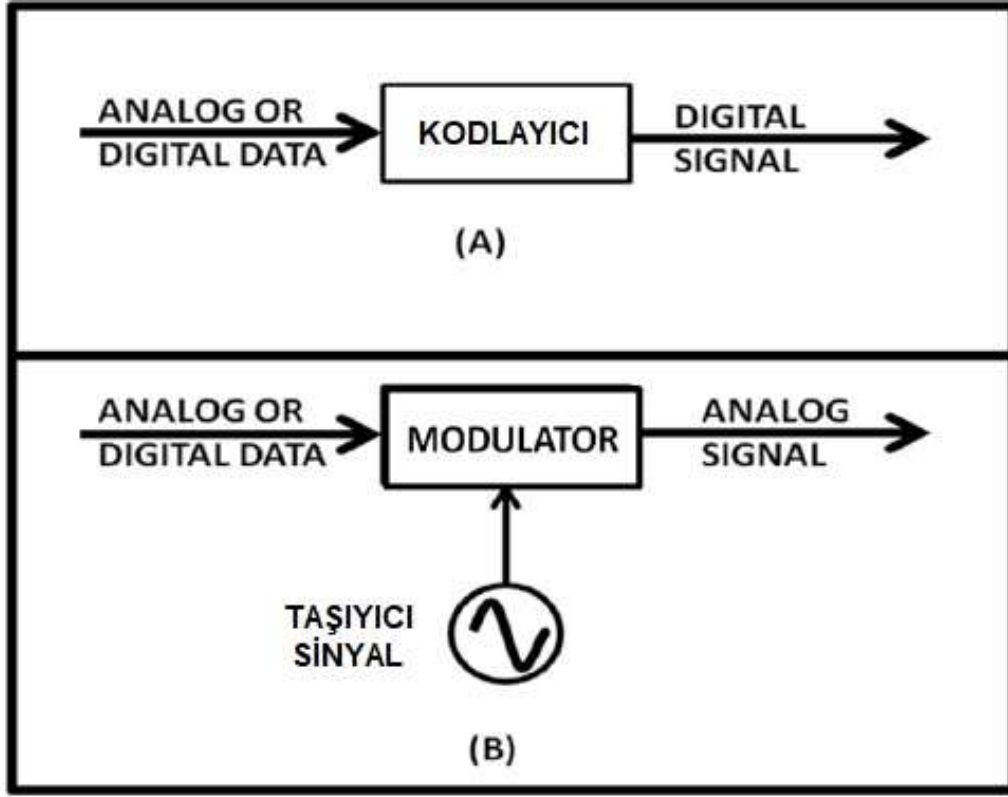 ANALOG OR
DIGITAL DATA
KODLAYICI
DIGITAL
SIGNAL
(A)
ANALOG OR
DIGITAL DATA
MODULATOR
ANALOG
SIGNAL
TAŞIYICI
SİNYAL
(B)